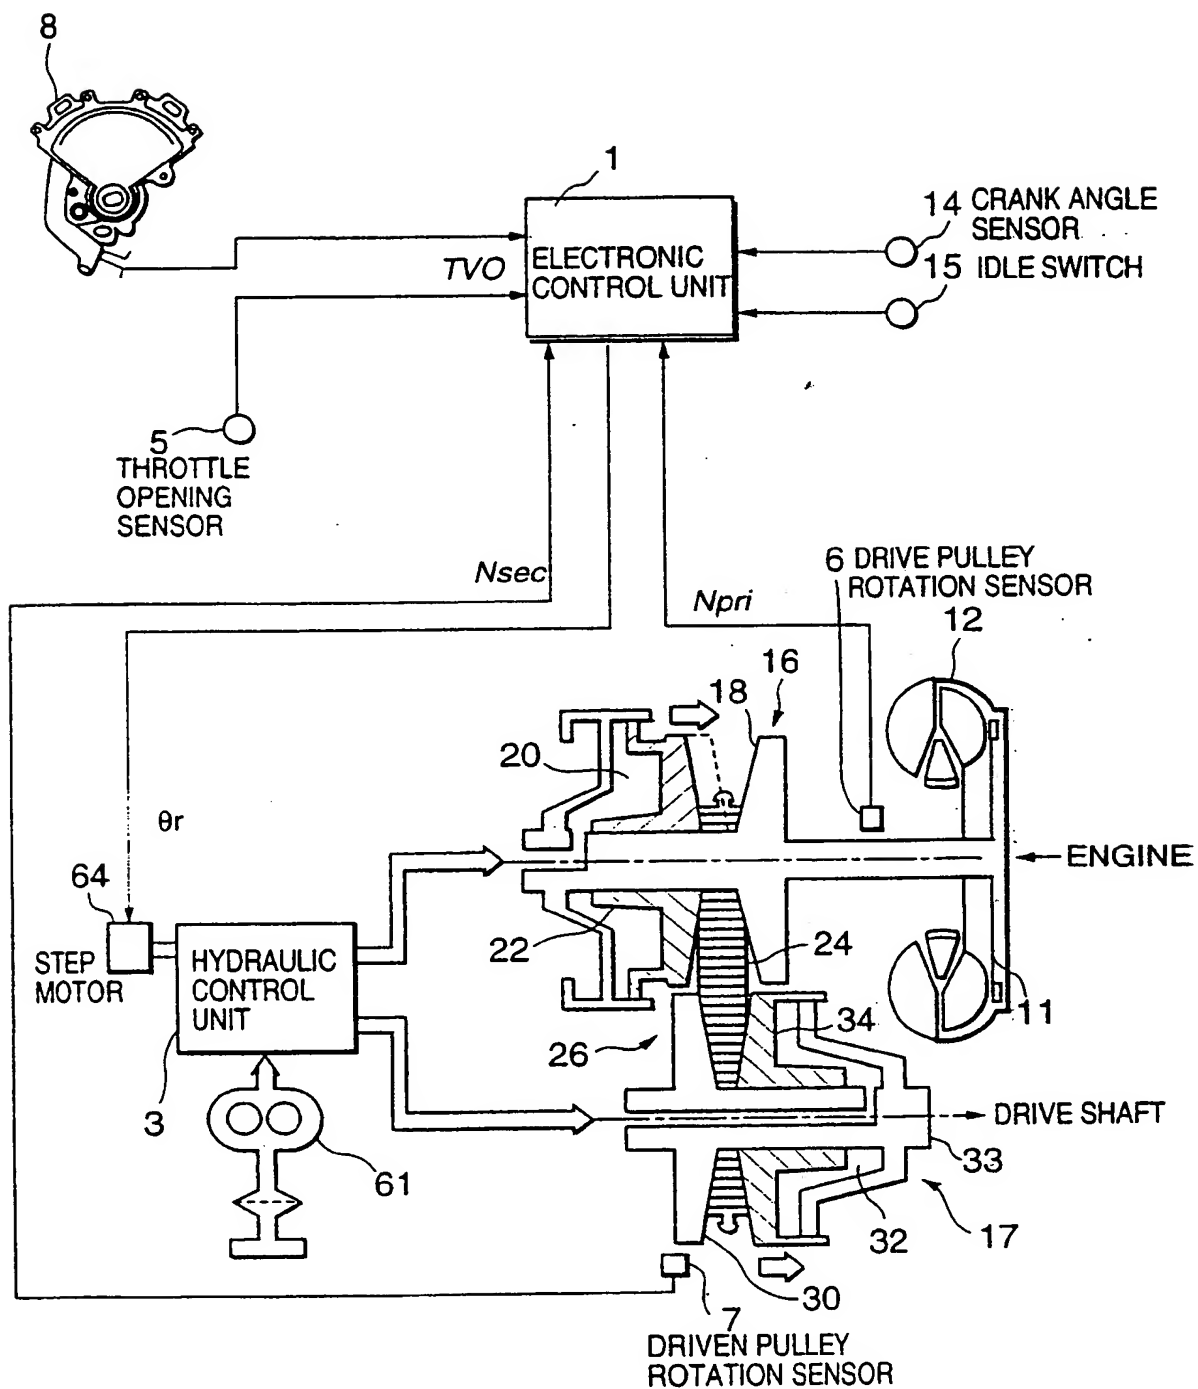 8
1
14 CRANK ANGLE
SENSOR
15 IDLE SWITCH
TVO
ELECTRONIC
CONTROL UNIT
5
THROTTLE
OPENING
SENSOR
Nsec
Npri
6 DRIVE PULLEY
ROTATION SENSOR
12
16
18
20
θr
ENGINE
64
STEP
MOTOR
HYDRAULIC
CONTROL
UNIT
22
24
11
34
26
3
DRIVE SHAFT
33
61
32
17
30
7
DRIVEN PULLEY
ROTATION SENSOR